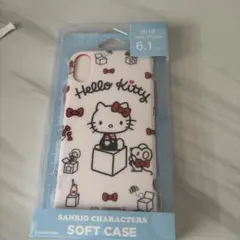 6.1
Hello Kitty
SANRIO CHARACTERS
SOFT CASE